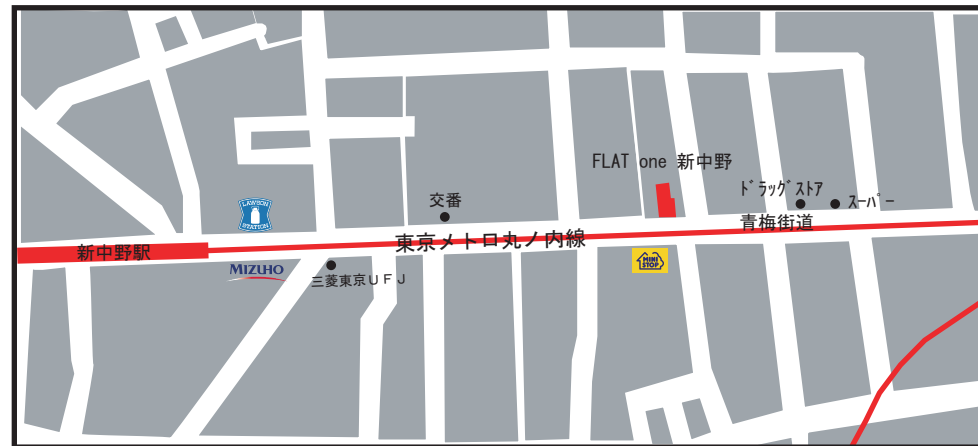 FLAT one 新中野
ドラッグストア
交番
スーパー
LAWSON
STATION
青梅街道
東京メトロ丸ノ内線
新中野駅
MINI
STOP
MIZUHO
三菱東京ＵＦＪ